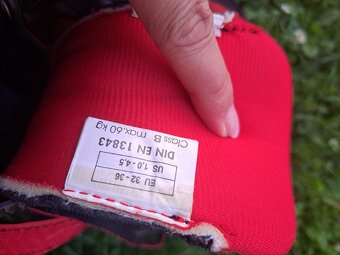 EU 32 - 36
US 1,0 - 4,5
DIN EN 13843
Class B max. 60 kg